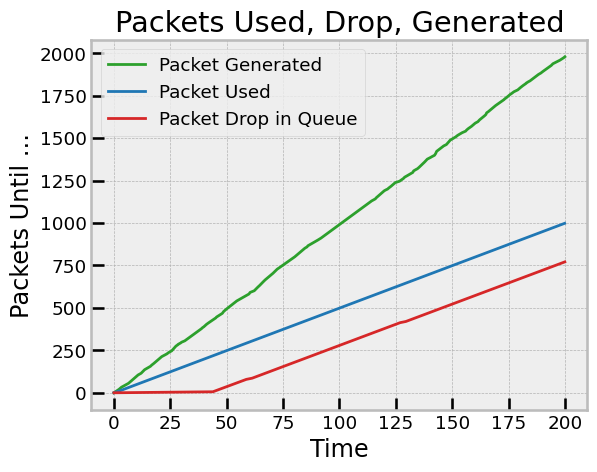 Packets Used, Drop, Generated
Packets Until ...
2000
1750
1500
1250
1000
750
500
250
0
Packet Generated
Packet Used
Packet Drop in Queue
0 25 50 75 100 125 150 175 200
Time